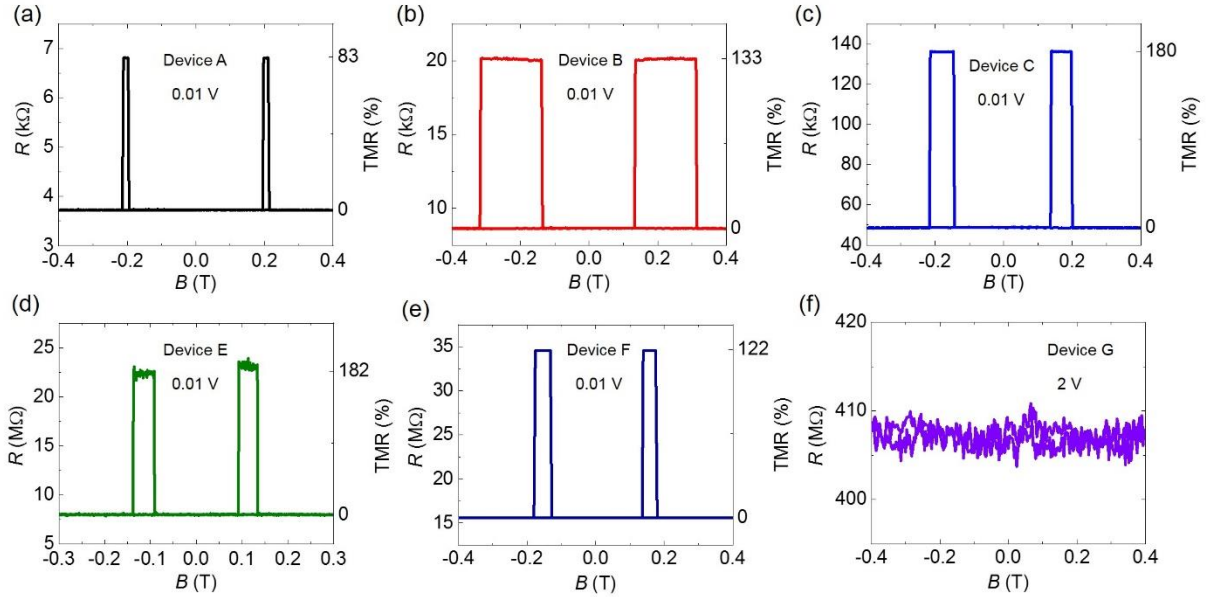 (a)
7
6
5
4
3
R (kΩ)
Device A
0.01 V
83
0
TMR (%)
-0.4 -0.2 0.0 0.2 0.4
B (T)
(b)
20
15
10
R (kΩ)
Device B
0.01 V
133
0
TMR (%)
-0.4 -0.2 0.0 0.2 0.4
B (T)
(c)
140
120
100
80
60
40
R (kΩ)
Device C
0.01 V
180
0
TMR (%)
-0.4 -0.2 0.0 0.2 0.4
B (T)
(d)
25
20
15
10
5
R (MΩ)
Device E
0.01 V
182
0
TMR (%)
-0.3 -0.2 -0.1 0.0 0.1 0.2 0.3
B (T)
(e)
35
30
25
20
15
R (MΩ)
Device F
0.01 V
122
0
TMR (%)
-0.4 -0.2 0.0 0.2 0.4
B (T)
(f)
420
410
400
R (MΩ)
Device G
2 V
-0.4 -0.2 0.0 0.2 0.4
B (T)